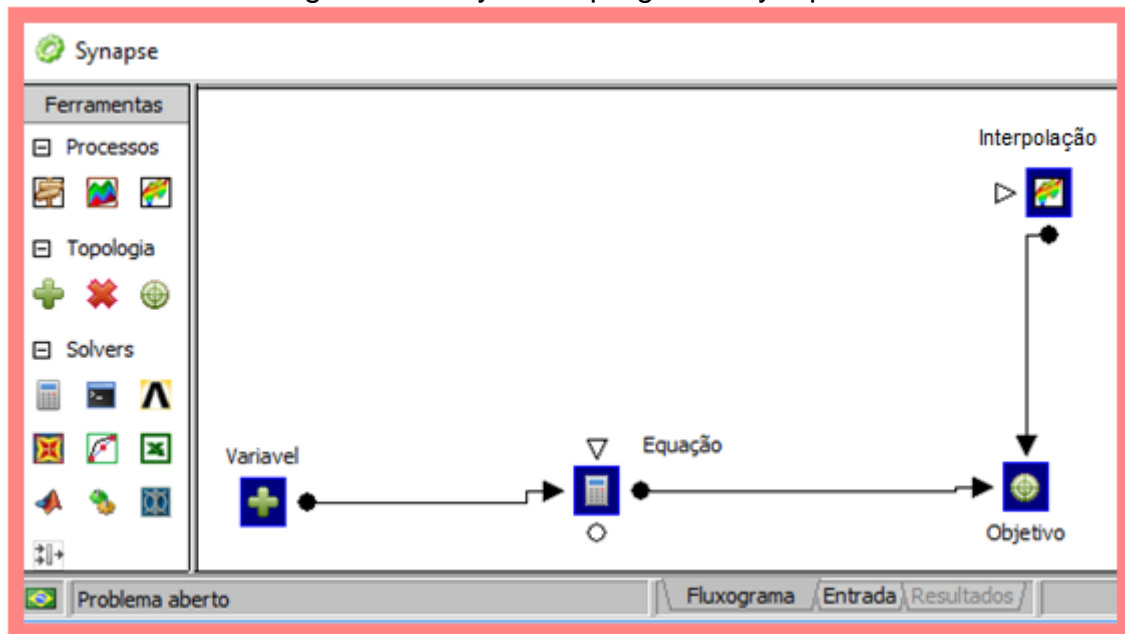 Synapse
Ferramentas
Processos
Topologia
Solvers
Interpolação
Variavel
Equação
Objetivo
Problema aberto
Fluxograma
Entrada
Resultados